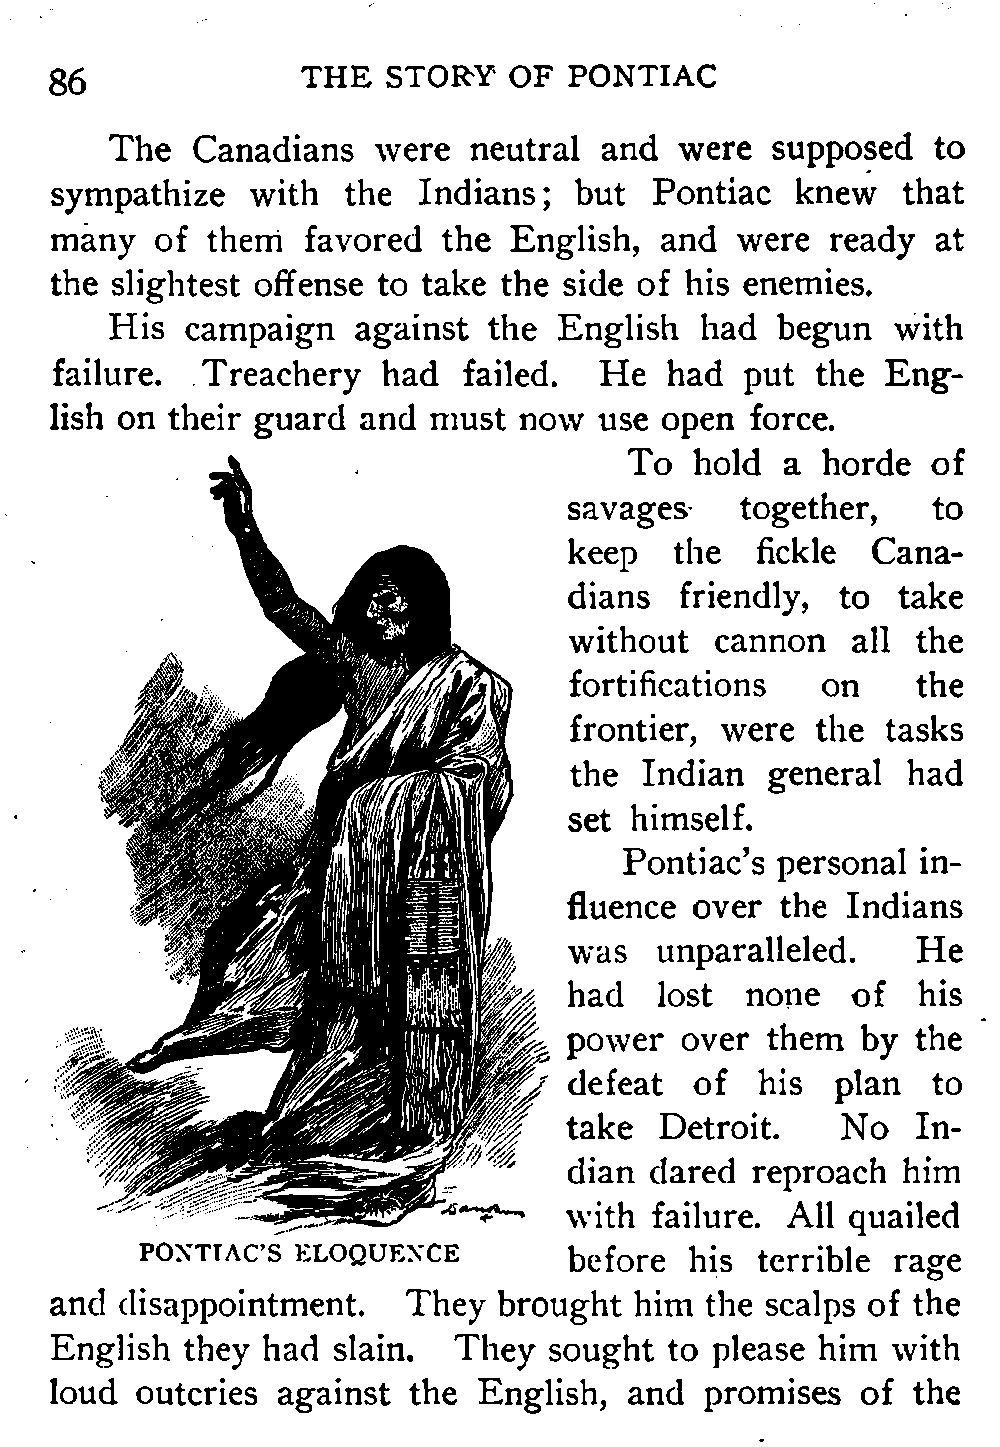 86 THE STORY OF PONTIAC
The Canadians were neutral and were supposed to
sympathize with the Indians; but Pontiac knew that
many of them favored the English, and were ready at
the slightest offense to take the side of his enemies.
His campaign against the English had begun with
failure. Treachery had failed. He had put the Eng-
lish on their guard and must now use open force.
To hold a horde of
savages together, to
keep the fickle Cana-
dians friendly, to take
without cannon all the
fortifications on the
frontier, were the tasks
the Indian general had
set himself.
Pontiac's personal in-
fluence over the Indians
was unparalleled. He
had lost none of his
power over them by the
defeat of his plan to
take Detroit. No In-
dian dared reproach him
with failure. All quailed
before his terrible rage
PONTIAC'S ELOQUENCE
and disappointment. They brought him the scalps of the
English they had slain. They sought to please him with
loud outcries against the English, and promises of the